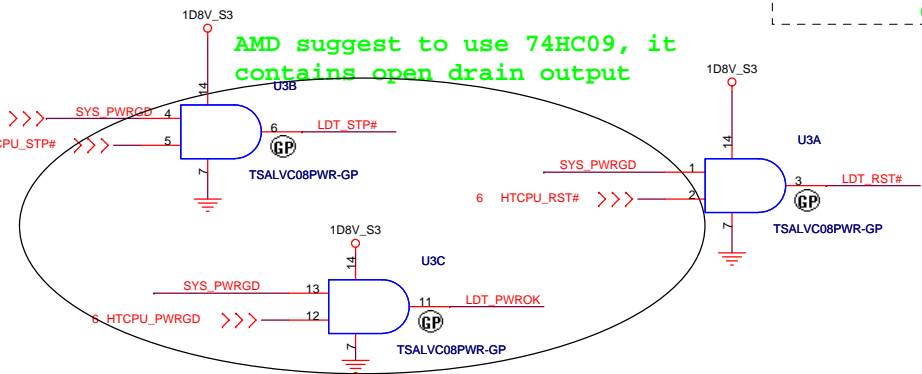 1D8V_S3
AMD suggest to use 74HC09, it
contains open drain output
U3B
14
SYS_PWRGD 4
CPU_STP# 5
6 LDT_STP#
GP
7
TSALVC08PWR-GP
1D8V_S3
14
U3A
SYS_PWRGD 1
6 HTCPU_RST# 2
3 LDT_RST#
GP
7
TSALVC08PWR-GP
1D8V_S3
14
U3C
SYS_PWRGD 13
6 HTCPU_PWRGD 12
11 LDT_PWROK
GP
7
TSALVC08PWR-GP